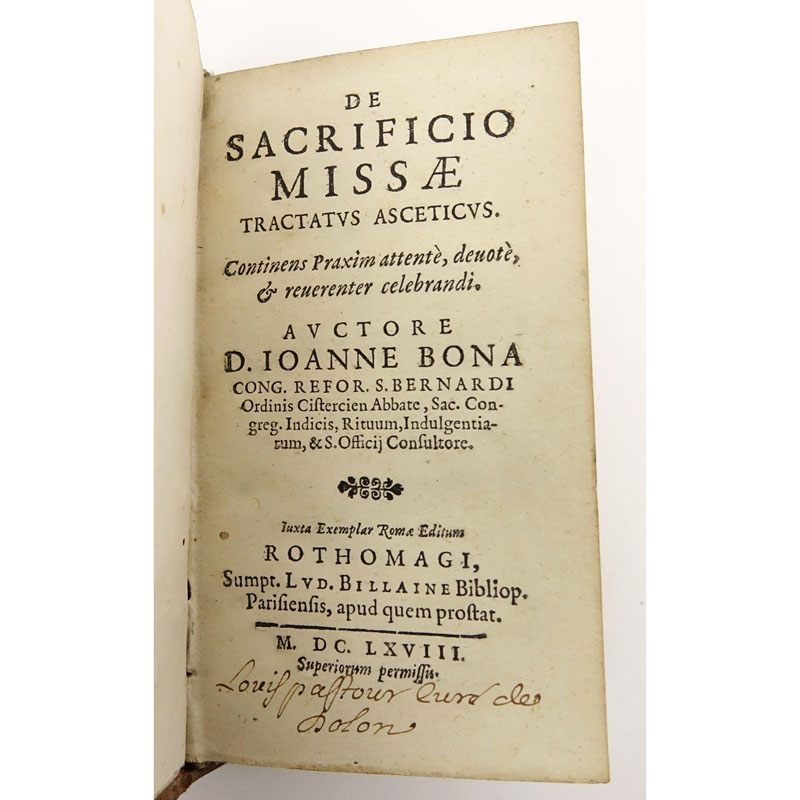 DE
SACRIFICIO
MISSÆ
TRACTATVS ASCETICVS.
Continens Praxim attentè, deuotè,
& reuerenter celebrandi.
AVCTORE
D. IOANNE BONA
CONG. REFOR. S. BERNARDI
Ordinis Ciſtercien Abbate, Sac. Con-
greg. Indicis, Rituum, Indulgentia-
rum, & S. Officij Conſultore.
Iuxta Exemplar Romæ Editum
ROTHOMAGI,
Sumpt. LVD. BILLAINE Bibliop.
Pariſienſis, apud quem proſtat.
M. DC. LXVIII.
Superiorum permiſſu.
Louiſ paſtour Curé de
Dolon